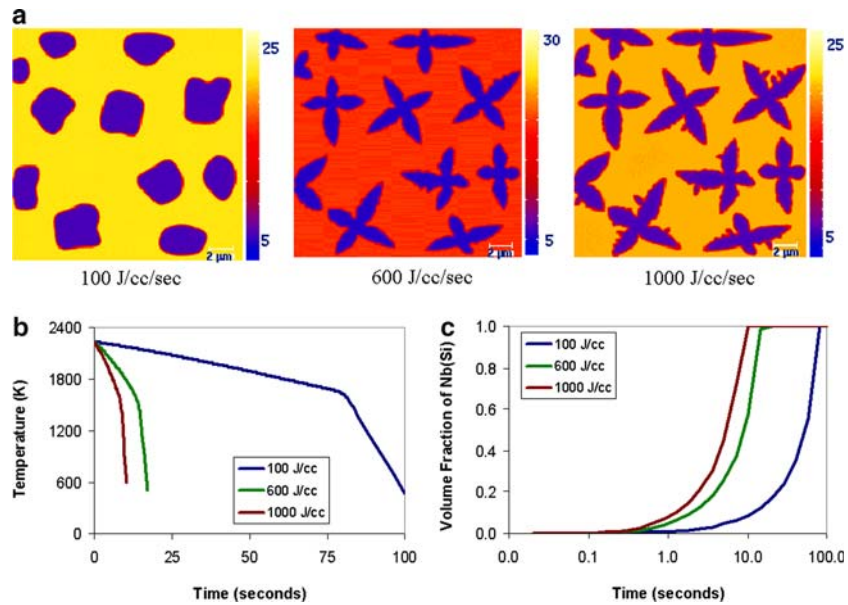 a
25
5
2 µm
100 J/cc/sec
30
5
2 µm
600 J/cc/sec
25
5
2 µm
1000 J/cc/sec
b
Temperature (K)
2400
1800
1200
600
0
100 J/cc
600 J/cc
1000 J/cc
0 25 50 75 100
Time (seconds)
c
Volume Fraction of Nb(Si)
1.0
0.8
0.6
0.4
0.2
0.0
100 J/cc
600 J/cc
1000 J/cc
0.0 0.1 1.0 10.0 100.0
Time (seconds)